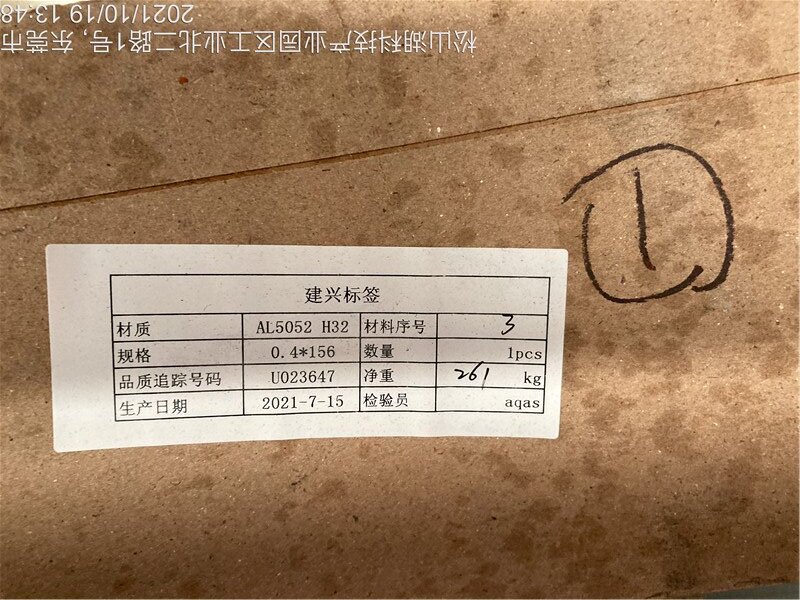 2021/10/19 13:48
松山湖科技产业园区工业北二路1号, 东莞市
1
建兴标签
材质 AL5052 H32 材料序号 3
规格 0.4*156 数量 1pcs
品质追踪号码 U023647 净重 261 kg
生产日期 2021-7-15 检验员 aqas